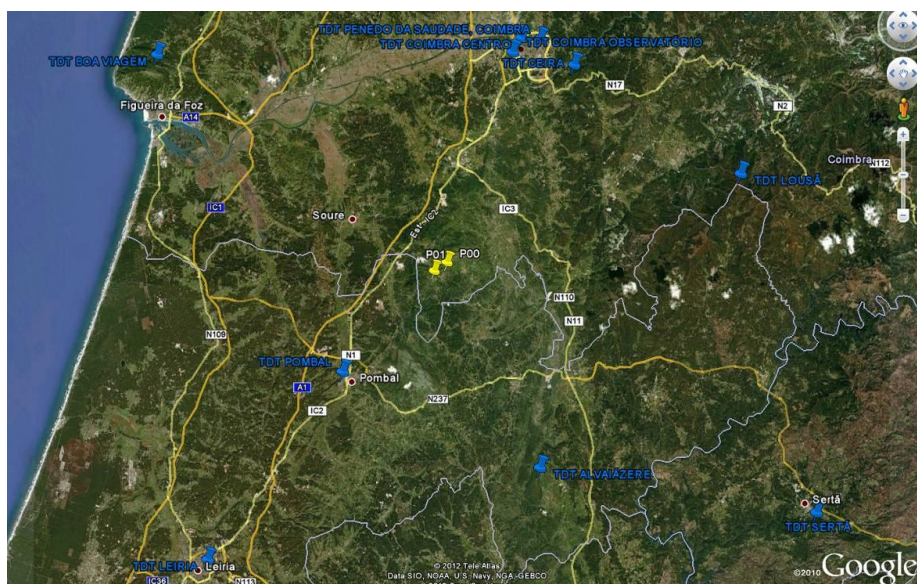 TDT PENEDO DA SAUDADE, COIMBRA
TDT COIMBRA CENTRO
TDT COIMBRA OBSERVATÓRIO
TDT BOA VIAGEM
TDT CEIRA
N17
N2
Figueira da Foz
A14
Coimbra
N112
TDT LOUSÃ
IC1
Soure
Est. IC2
IC3
P01
P00
N110
N11
N109
TDT POMBAL
N1
Pombal
A1
IC2
N237
TDT ALVAIÁZERE
Sertã
TDT SERTÃ
TDT LEIRIA
Leiria
IC36
N113
© 2012 Tele Atlas
Data SIO, NOAA, U.S. Navy, NGA, GEBCO
©2010 Google